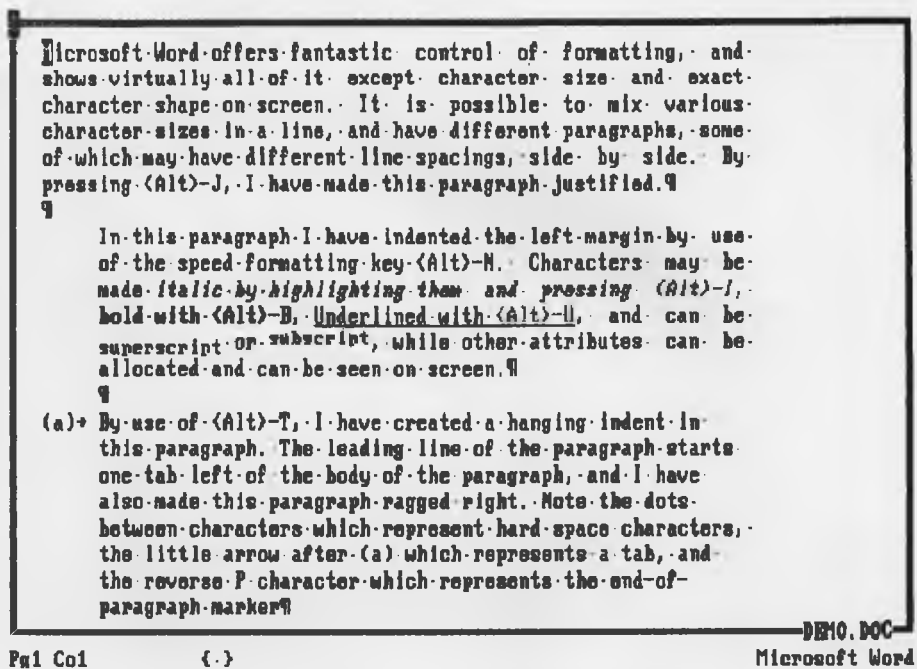 Microsoft·Word·offers·fantastic· control· of· formatting,· and·
shows·virtually·all·of·it· except· character· size· and· exact·
character·shape·on·screen.· It· is· possible· to· mix· various·
character·sizes·in·a·line,·and·have·different·paragraphs,·some·
of·which·may·have·different·line·spacings,·side· by· side.· By·
pressing·<Alt>-J,·I·have·made·this·paragraph·justified.¶
¶
In·this·paragraph·I·have·indented·the·left·margin·by· use·
of·the·speed·formatting·key·<Alt>-M.· Characters· may· be·
made·italic·by·highlighting·them· and· pressing· <Alt>-I,·
bold·with·<Alt>-B,·Underlined·with·<Alt>-U,· and· can· be·
superscript·or·subscript,·while·other·attributes· can· be·
allocated·and·can·be·seen·on·screen.¶
¶
(a)→ By·use·of·<Alt>-T,·I·have·created·a·hanging·indent·in·
this·paragraph.·The·leading·line·of·the·paragraph·starts·
one·tab·left·of·the·body·of·the·paragraph,·and·I·have·
also·made·this·paragraph·ragged·right.·Note·the·dots·
between·characters·which·represent·hard·space·characters,·
the·little·arrow·after·(a)·which·represents·a·tab,·and·
the·reverse·P·character·which·represents·the·end-of-
paragraph·marker¶
DEMO.DOC
Pg1 Co1 {·} Microsoft Word